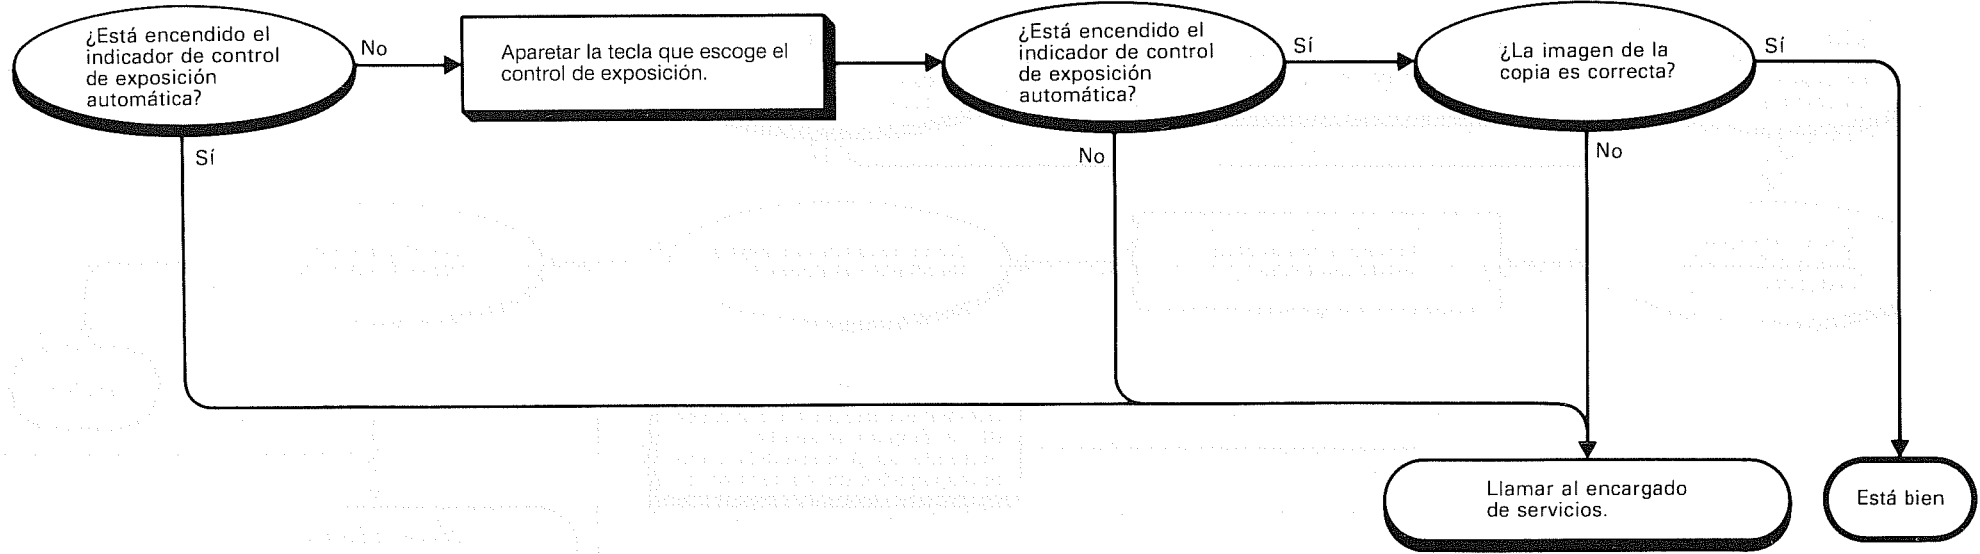 ¿Está encendido el
indicador de control
de exposición
automática?
No
Sí
Aparetar la tecla que escoge el
control de exposición.
¿Está encendido el
indicador de control
de exposición
automática?
Sí
No
¿La imagen de la
copia es correcta?
Sí
No
Llamar al encargado
de servicios.
Está bien